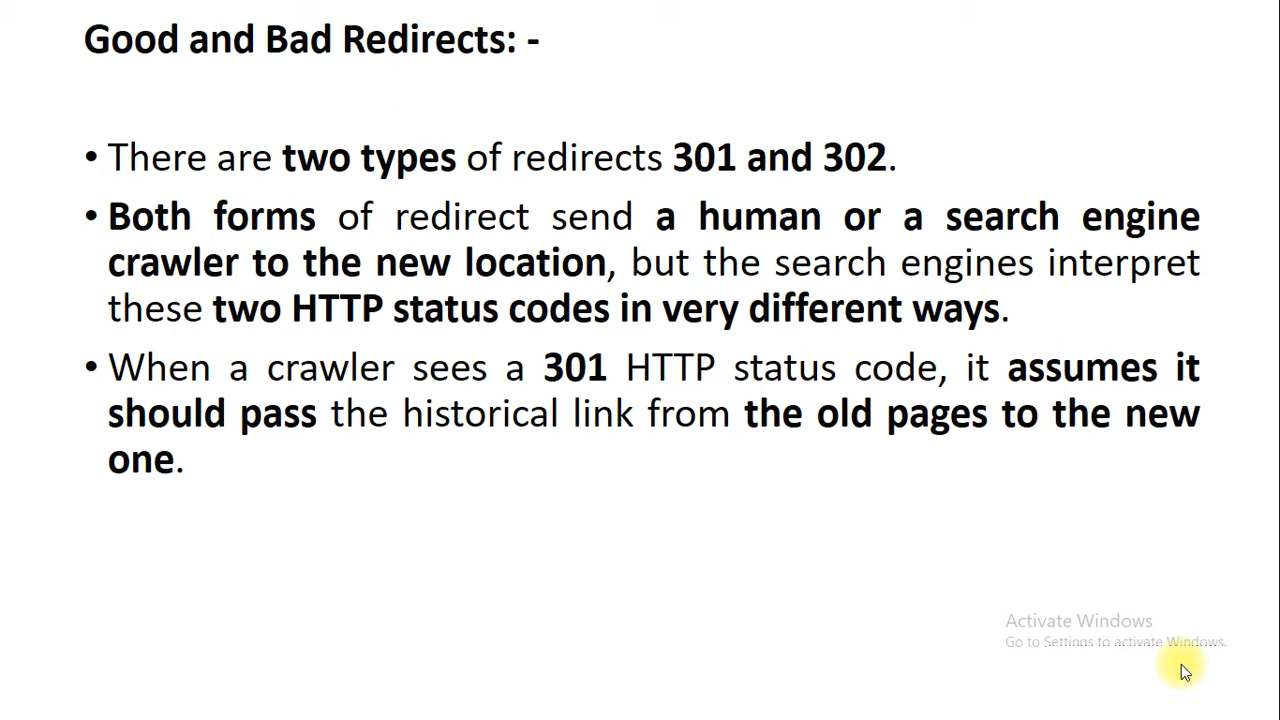 Good and Bad Redirects: -
• There are two types of redirects 301 and 302.
• Both forms of redirect send a human or a search engine
crawler to the new location, but the search engines interpret
these two HTTP status codes in very different ways.
• When a crawler sees a 301 HTTP status code, it assumes it
should pass the historical link from the old pages to the new
one.
Activate Windows
Go to Settings to activate Windows.